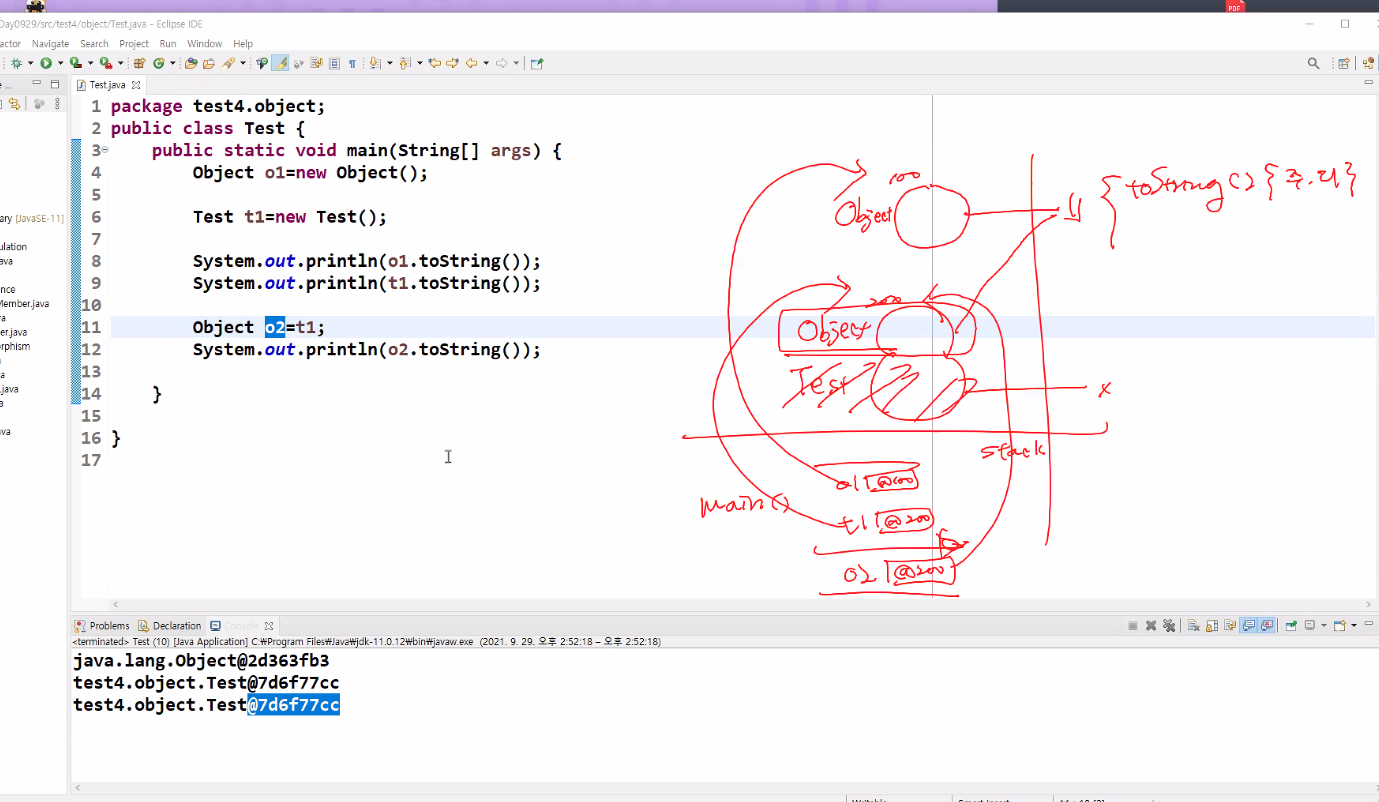 PDF
Day0929/src/test4/object/Test.java - Eclipse IDE
actor Navigate Search Project Run Window Help
Test.java
1 package test4.object;
2 public class Test {
3 public static void main(String[] args) {
4 Object o1=new Object();
5
6 Test t1=new Test();
7
8 System.out.println(o1.toString());
9 System.out.println(t1.toString());
10
11 Object o2=t1;
12 System.out.println(o2.toString());
13
14 }
15
16 }
17
rary [JavaSE-11]
ulation
ava
nce
Member.java
va
er.java
orphism
a
.java
a
va
100
Object
toString() {주.리}
200
Object
Test
x
stack
main()
o1 @100
t1 @200
o2 @200
Problems Declaration Console
<terminated> Test (10) [Java Application] C:₩Program Files₩Java₩jdk-11.0.12₩bin₩javaw.exe (2021. 9. 29. 오후 2:52:18 – 오후 2:52:18)
java.lang.Object@2d363fb3
test4.object.Test@7d6f77cc
test4.object.Test@7d6f77cc